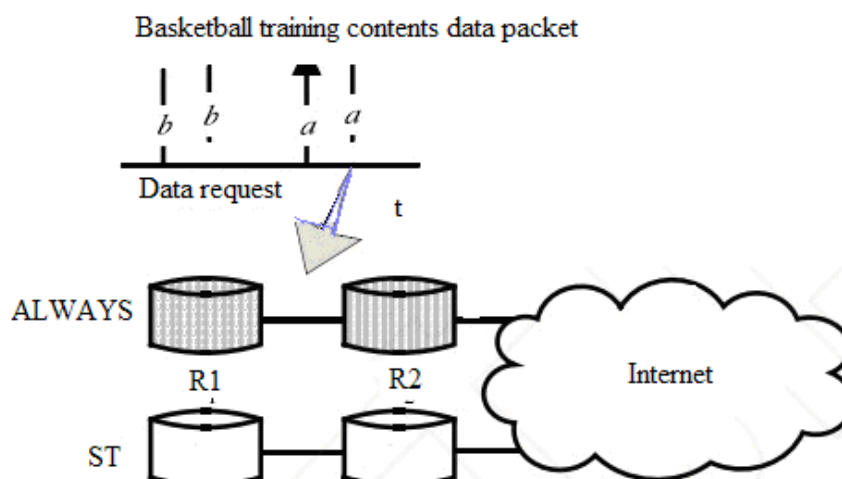 Basketball training contents data packet
b b a a
Data request
t
ALWAYS
R1 R2
Internet
ST